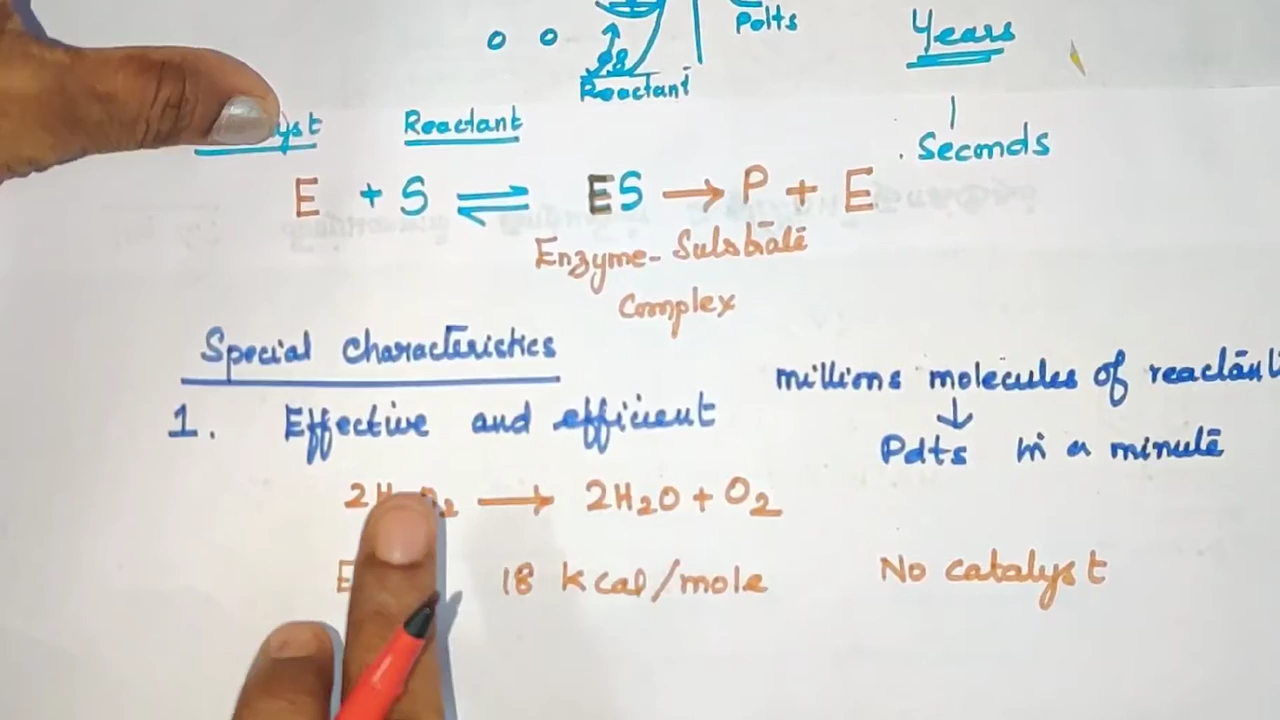 Pdts
Years
Reactant
Reactant
Seconds
E + S ⇌ ES → P + E
Enzyme-Substrate
Complex
Special characteristics
millions molecules of reactant
1. Effective and efficient
↓
Pdts in a minute
→ 2H2O + O2
18 kcal/mole No catalyst